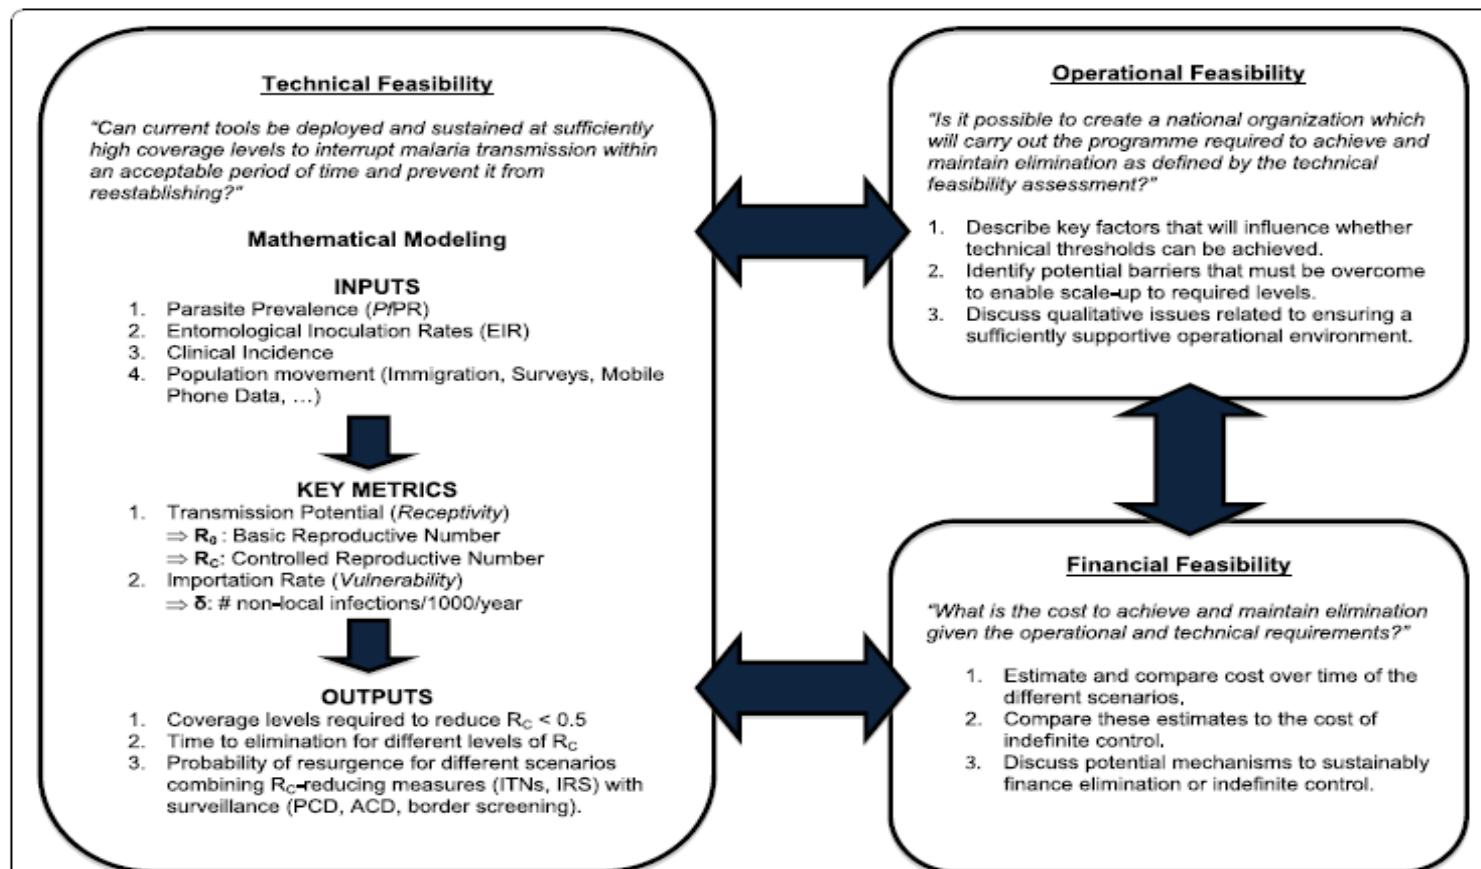 Technical Feasibility
"Can current tools be deployed and sustained at sufficiently
high coverage levels to interrupt malaria transmission within
an acceptable period of time and prevent it from
reestablishing?"
Mathematical Modeling
INPUTS
1. Parasite Prevalence (PfPR)
2. Entomological Inoculation Rates (EIR)
3. Clinical Incidence
4. Population movement (Immigration, Surveys, Mobile
Phone Data, ...)
KEY METRICS
1. Transmission Potential (Receptivity)
⇒ R₀ : Basic Reproductive Number
⇒ R_C: Controlled Reproductive Number
2. Importation Rate (Vulnerability)
⇒ δ: # non-local infections/1000/year
OUTPUTS
1. Coverage levels required to reduce R_C < 0.5
2. Time to elimination for different levels of R_C
3. Probability of resurgence for different scenarios
combining R_C-reducing measures (ITNs, IRS) with
surveillance (PCD, ACD, border screening).
Operational Feasibility
"Is it possible to create a national organization which
will carry out the programme required to achieve and
maintain elimination as defined by the technical
feasibility assessment?"
1. Describe key factors that will influence whether
technical thresholds can be achieved.
2. Identify potential barriers that must be overcome
to enable scale-up to required levels.
3. Discuss qualitative issues related to ensuring a
sufficiently supportive operational environment.
Financial Feasibility
"What is the cost to achieve and maintain elimination
given the operational and technical requirements?"
1. Estimate and compare cost over time of the
different scenarios.
2. Compare these estimates to the cost of
indefinite control.
3. Discuss potential mechanisms to sustainably
finance elimination or indefinite control.